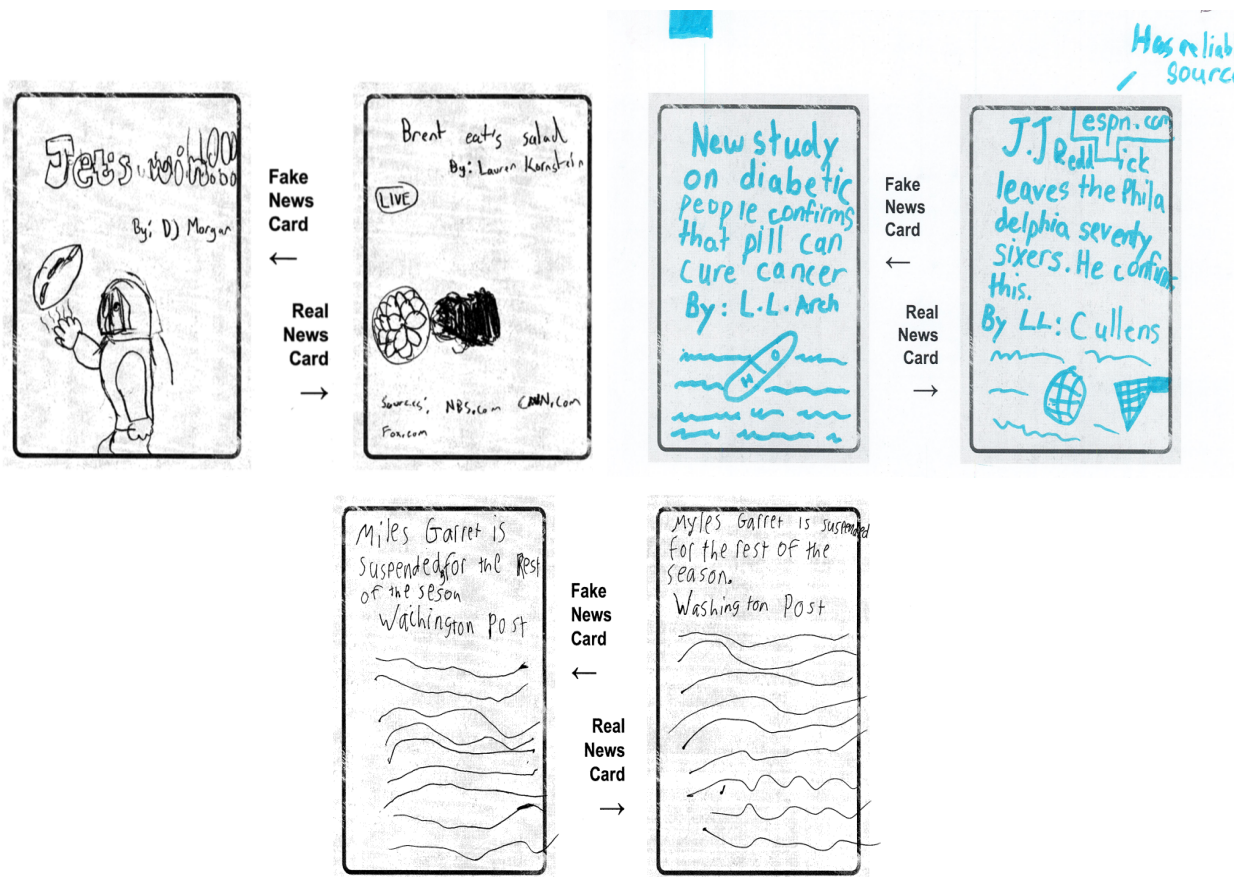 Jets win!!!!
By: DJ Morgan
Fake
News
Card
←
Real
News
Card
→
Brent eat's salad
By: Lauren Kornstein
LIVE
Sources: NBS.com CNN.com
Fox.com
New study
on diabetic
people confirms
that pill can
cure cancer
By: L.L. Arch
H O
Fake
News
Card
←
Real
News
Card
→
Has reliab
source
espn.com
J.J Reddick
leaves the Phila
delphia seventy
sixers. He confirms
this.
By LL: Cullens
Miles Garret is
suspended, for the Rest
of the seson
Wachington Post
Fake
News
Card
←
Real
News
Card
→
Myles Garret is suspended
for the rest of the
season.
Washington Post